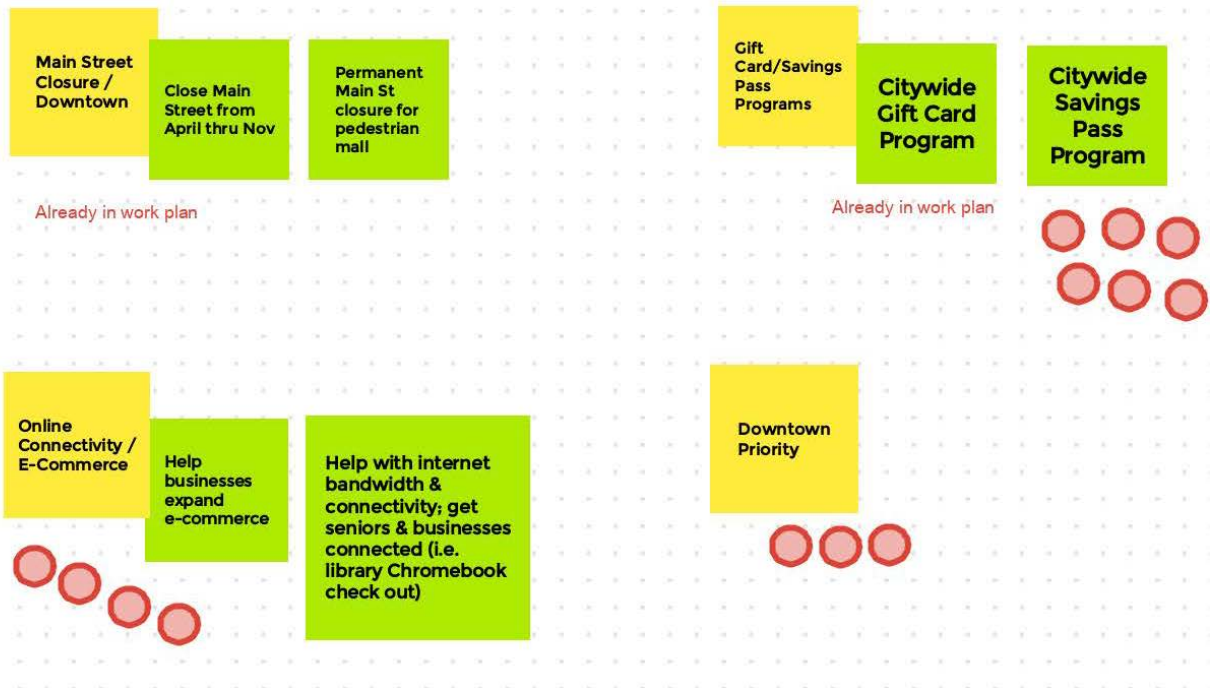 Main Street
Closure /
Downtown
Close Main
Street from
April thru Nov
Permanent
Main St
closure for
pedestrian
mall
Already in work plan
Gift
Card/Savings
Pass
Programs
Citywide
Gift Card
Program
Citywide
Savings
Pass
Program
Already in work plan
Online
Connectivity /
E-Commerce
Help
businesses
expand
e-commerce
Help with internet
bandwidth &
connectivity; get
seniors & businesses
connected (i.e.
library Chromebook
check out)
Downtown
Priority